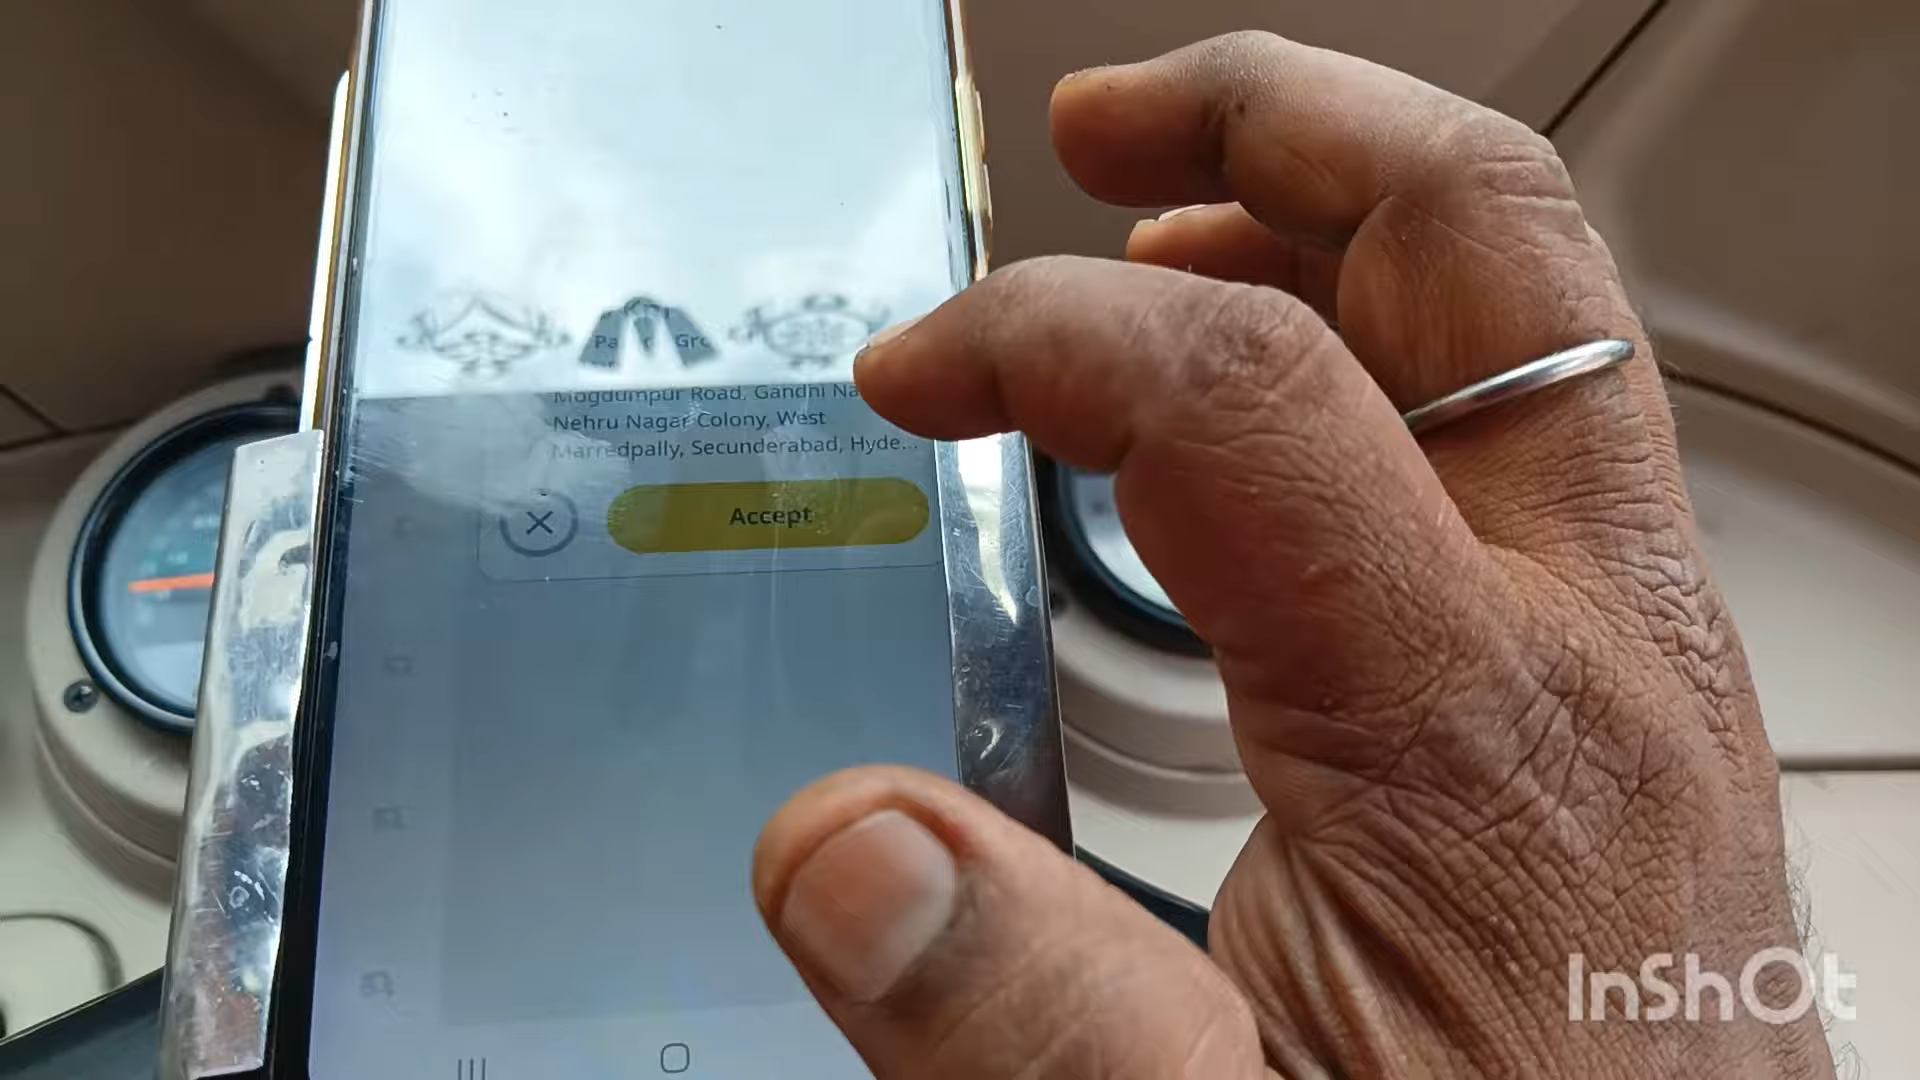 Mogdumpur Road, Gandhi Na
Nehru Nagar Colony, West
Marredpally, Secunderabad, Hyde...
Accept
InShOt